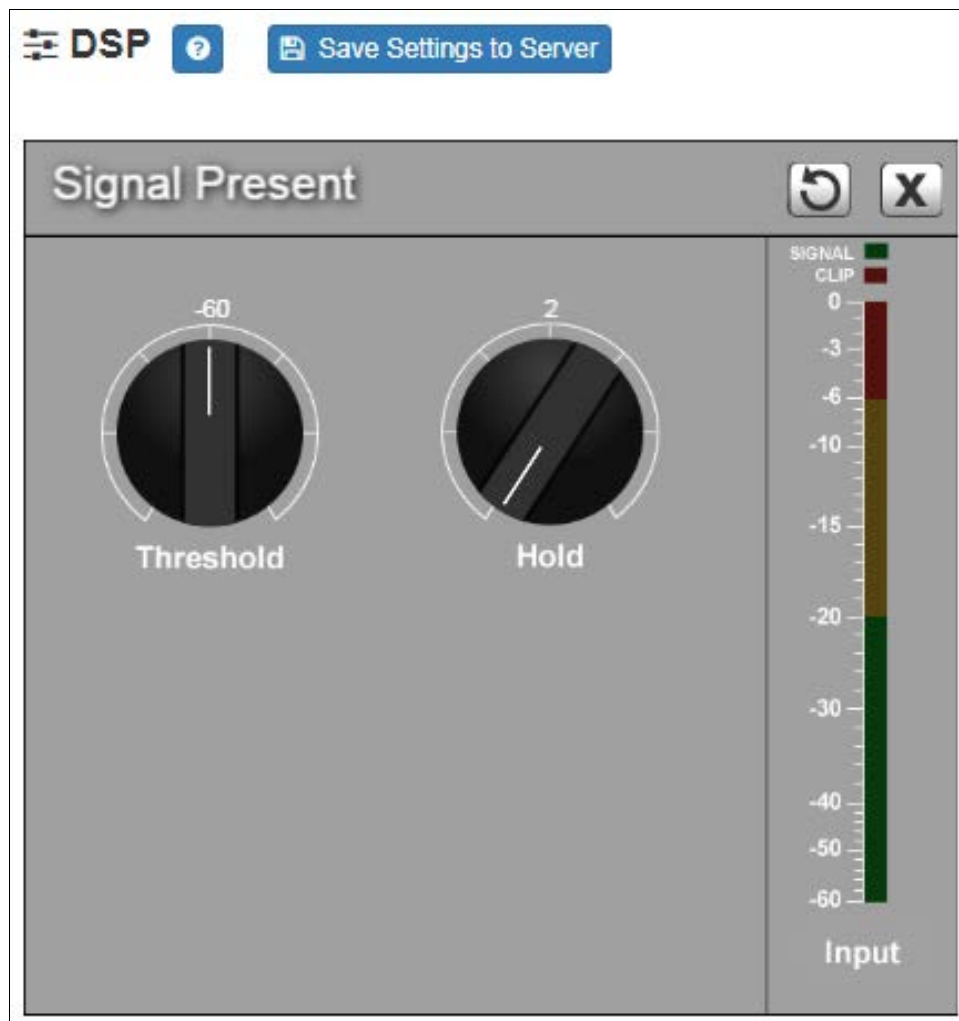 DSP ? Save Settings to Server
Signal Present X
SIGNAL
CLIP
-60 2
Threshold Hold
0
-3
-6
-10
-15
-20
-30
-40
-50
-60
Input